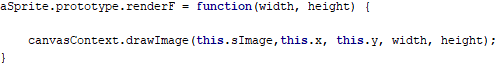 aSprite.prototype.renderF = function(width, height) {
canvasContext.drawImage(this.sImage,this.x, this.y, width, height);
}